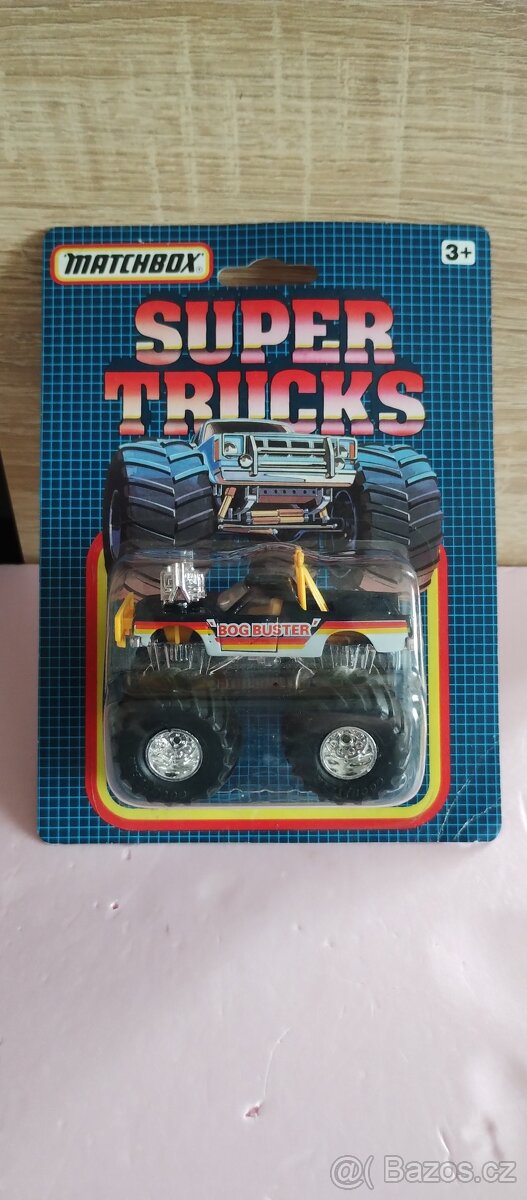 MATCHBOX
3+
SUPER
TRUCKS
BOG BUSTER
@( Bazos.cz